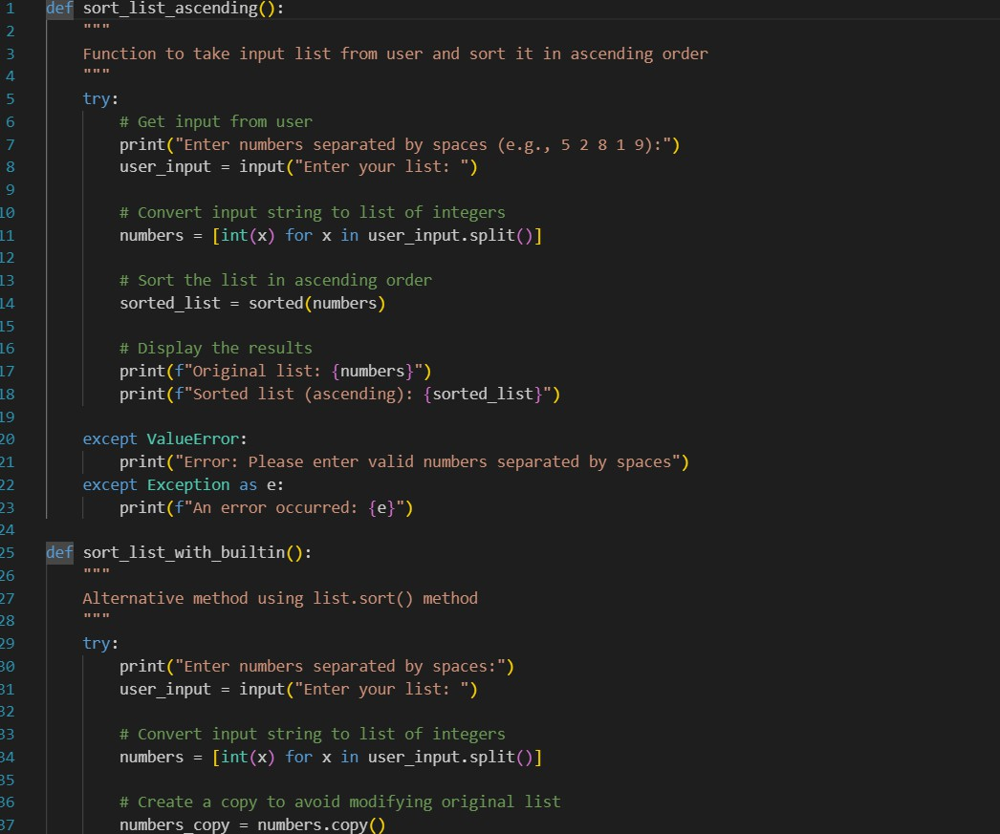 1 def sort_list_ascending():
2     """
3     Function to take input list from user and sort it in ascending order
4     """
5     try:
6         # Get input from user
7         print("Enter numbers separated by spaces (e.g., 5 2 8 1 9):")
8         user_input = input("Enter your list: ")
9
10         # Convert input string to list of integers
11         numbers = [int(x) for x in user_input.split()]
12
13         # Sort the list in ascending order
14         sorted_list = sorted(numbers)
15
16         # Display the results
17         print(f"Original list: {numbers}")
18         print(f"Sorted list (ascending): {sorted_list}")
19
20     except ValueError:
21         print("Error: Please enter valid numbers separated by spaces")
22     except Exception as e:
23         print(f"An error occurred: {e}")
24
25 def sort_list_with_builtin():
26     """
27     Alternative method using list.sort() method
28     """
29     try:
30         print("Enter numbers separated by spaces:")
31         user_input = input("Enter your list: ")
32
33         # Convert input string to list of integers
34         numbers = [int(x) for x in user_input.split()]
35
36         # Create a copy to avoid modifying original list
37         numbers_copy = numbers.copy()